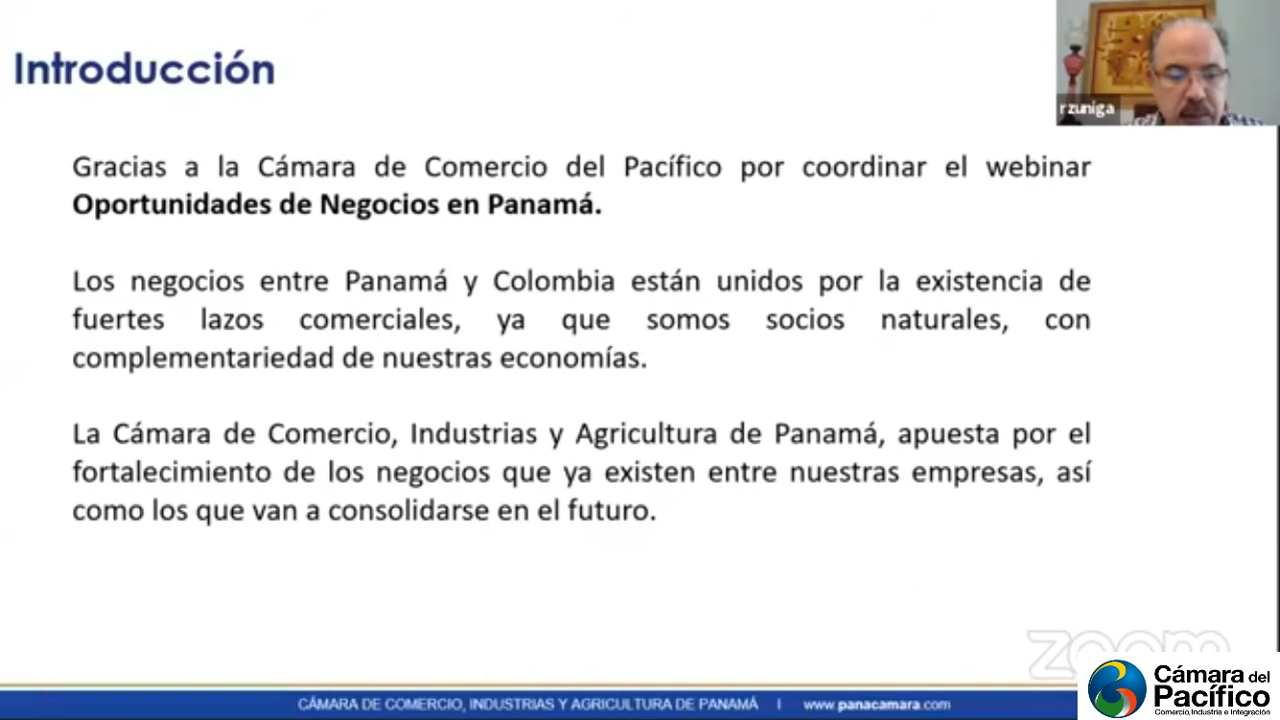 Introducción
rzuniga
Gracias a la Cámara de Comercio del Pacífico por coordinar el webinar
Oportunidades de Negocios en Panamá.
Los negocios entre Panamá y Colombia están unidos por la existencia de
fuertes lazos comerciales, ya que somos socios naturales, con
complementariedad de nuestras economías.
La Cámara de Comercio, Industrias y Agricultura de Panamá, apuesta por el
fortalecimiento de los negocios que ya existen entre nuestras empresas, así
como los que van a consolidarse en el futuro.
zoom
CÁMARA DE COMERCIO, INDUSTRIAS Y AGRICULTURA DE PANAMÁ | www.panacamara.com
Cámara del
Pacífico
Comercio, Industria e Integración